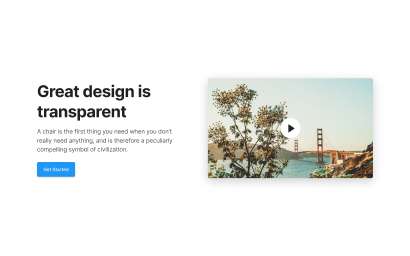 Great design is
transparent
A chair is the first thing you need when you don't
really need anything, and is therefore a peculiarly
compelling symbol of civilization.
Get Started